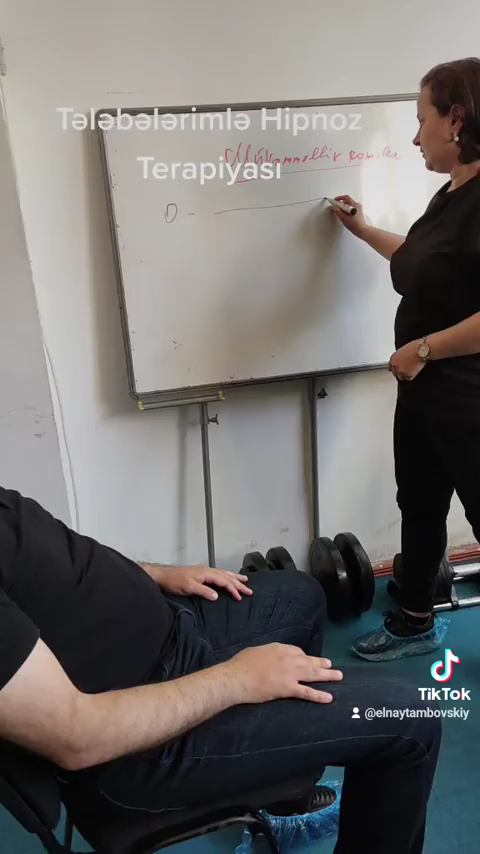 Tələbələrimlə Hipnoz
Terapiyası
D -
TikTok
@elnaytambovskiy